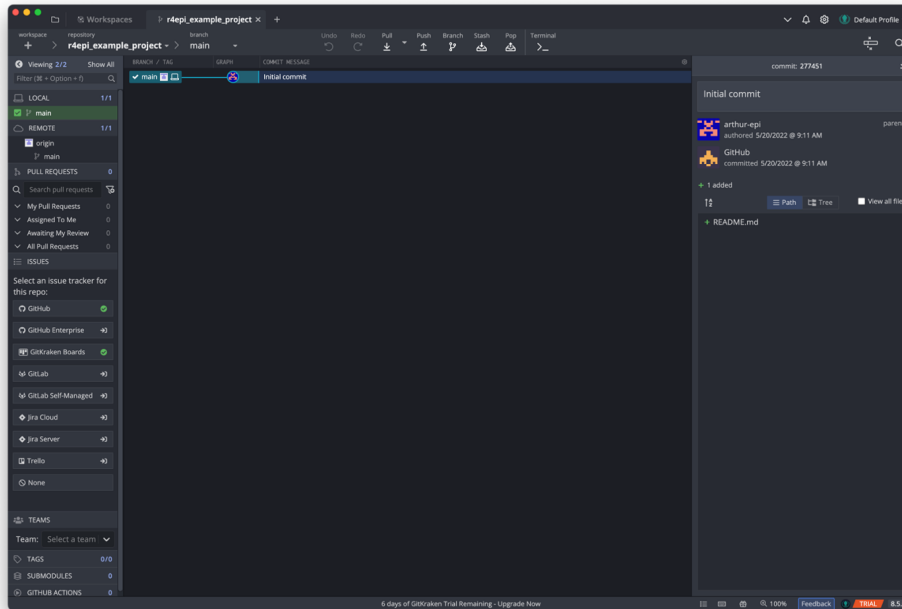 Workspaces
r4epi_example_project
Default Profile
workspace
repository
r4epi_example_project
branch
main
Undo
Redo
Pull
Push
Branch
Stash
Pop
Terminal
Viewing 2/2
Show All
Filter (⌘ + Option + f)
LOCAL 1/1
main
REMOTE 1/1
origin
main
PULL REQUESTS 0
Search pull requests
My Pull Requests 0
Assigned To Me 0
Awaiting My Review 0
All Pull Requests 0
ISSUES
Select an issue tracker for
this repo:
GitHub
GitHub Enterprise
GitKraken Boards
GitLab
GitLab Self-Managed
Jira Cloud
Jira Server
Trello
None
TEAMS
Team: Select a team
TAGS 0/0
SUBMODULES 0
GITHUB ACTIONS 0
BRANCH / TAG
GRAPH
COMMIT MESSAGE
main
Initial commit
commit: 277451
Initial commit
arthur-epi
authored 5/20/2022 @ 9:11 AM
paren
GitHub
committed 5/20/2022 @ 9:11 AM
+ 1 added
Path
Tree
View all file
+ README.md
6 days of GitKraken Trial Remaining - Upgrade Now
100%
Feedback
TRIAL
8.5.